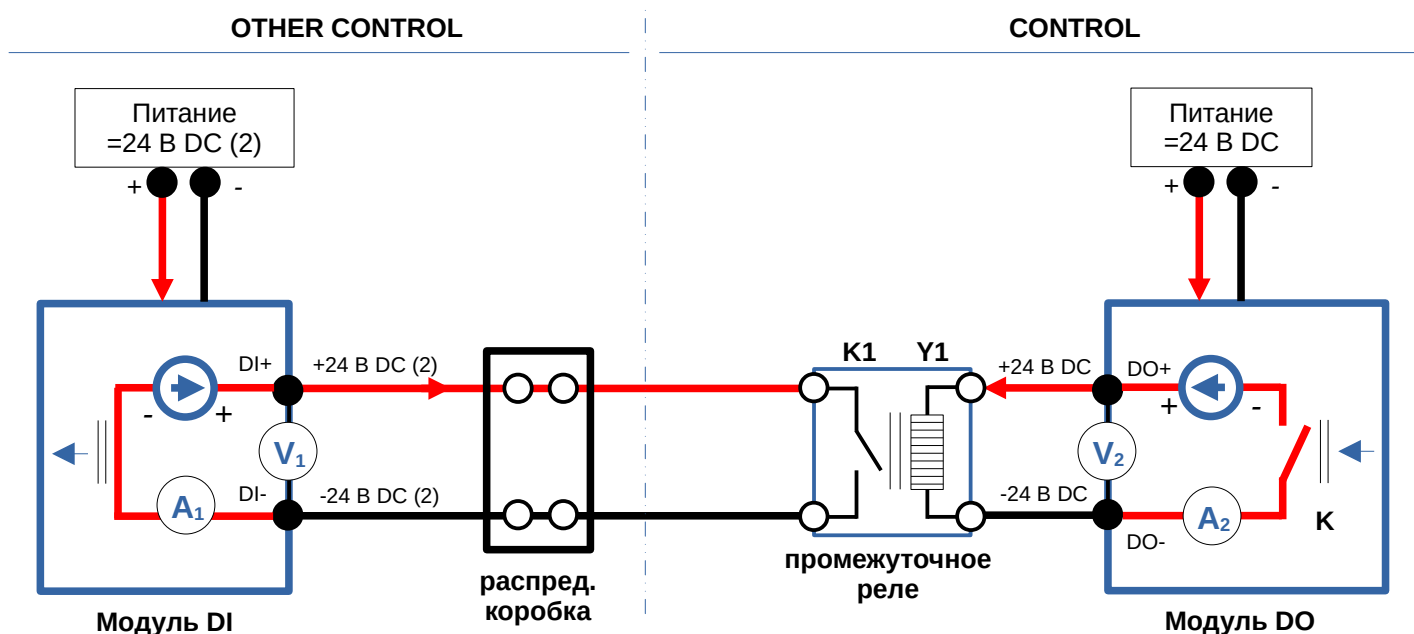 OTHER CONTROL
CONTROL
Питание
=24 В DC (2)
+ -
Питание
=24 В DC
+ -
DI+
+24 В DC (2)
- +
V1
A1
DI-
-24 В DC (2)
Модуль DI
распред.
коробка
K1 Y1
промежуточное
реле
+24 В DC
DO+
+ -
V2
-24 В DC
DO-
A2
K
Модуль DO